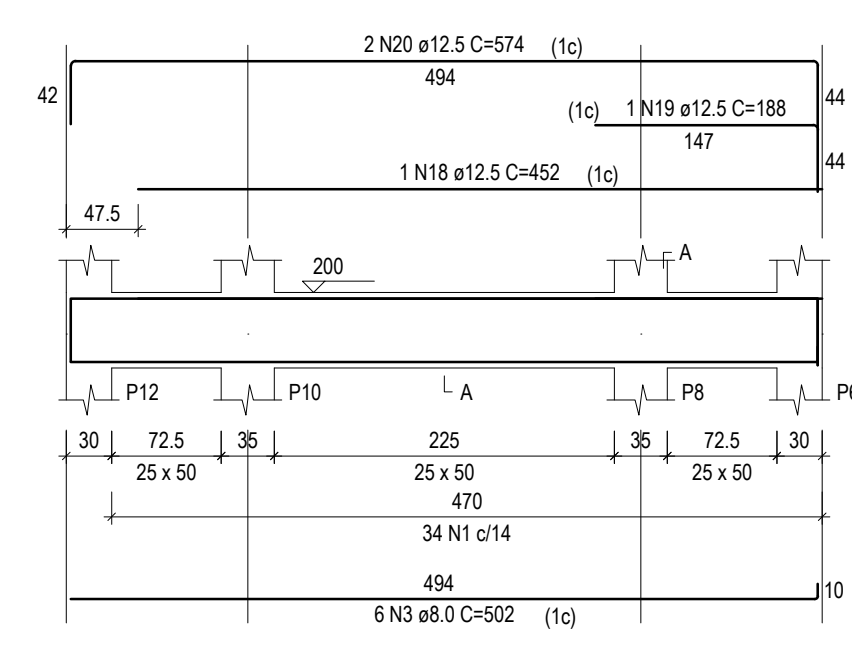 2 N20 ø12.5 C=574 (1c)
494
42
44
(1c) 1 N19 ø12.5 C=188
147
44
1 N18 ø12.5 C=452 (1c)
47.5
A
200
P12 P10 A P8 P6
30 72.5 35 225 35 72.5 30
25 x 50 25 x 50 25 x 50
470
34 N1 c/14
494
10
6 N3 ø8.0 C=502 (1c)